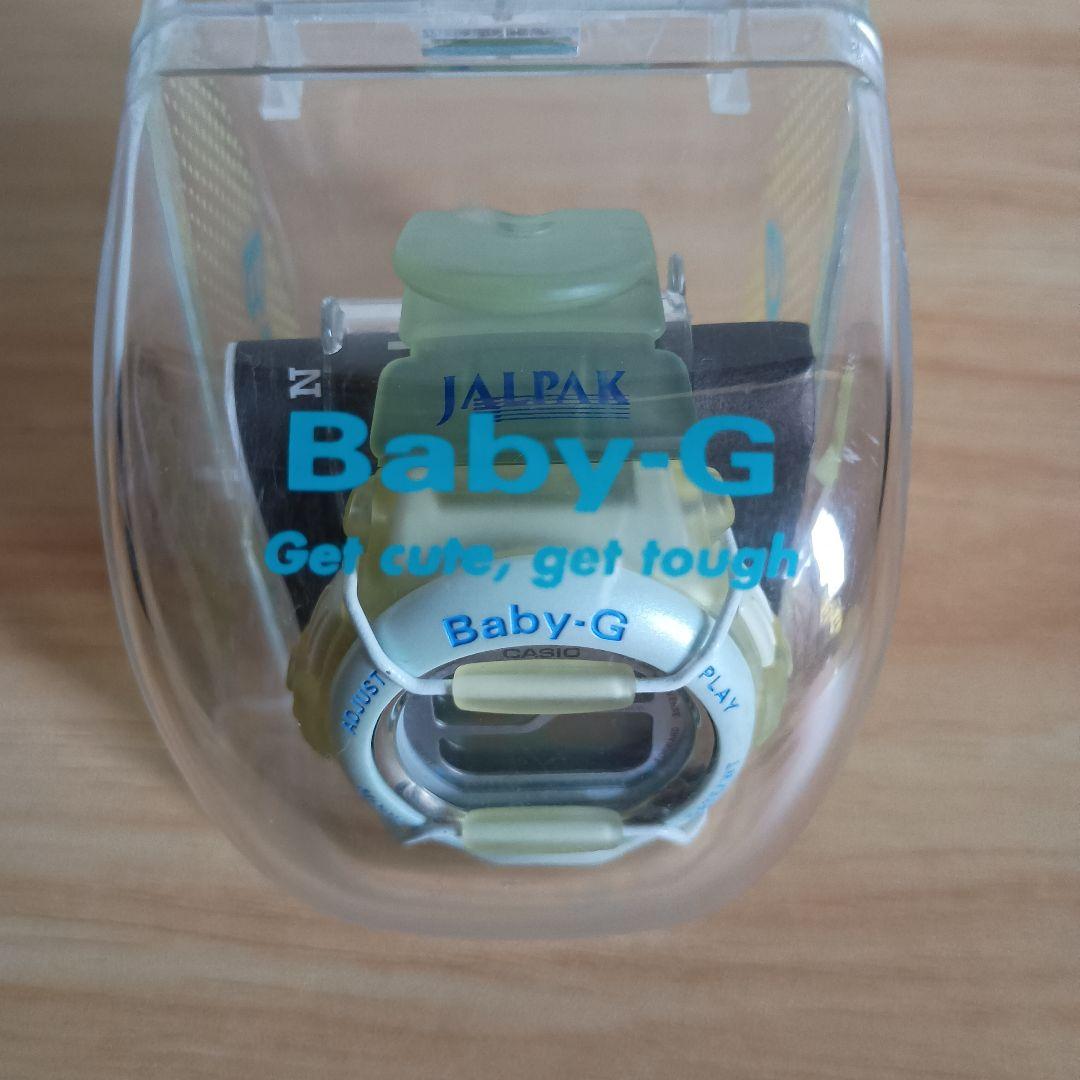 N
JALPAK
Baby-G
Get cute, get tough
Baby-G
CASIO
ADJUST
PLAY